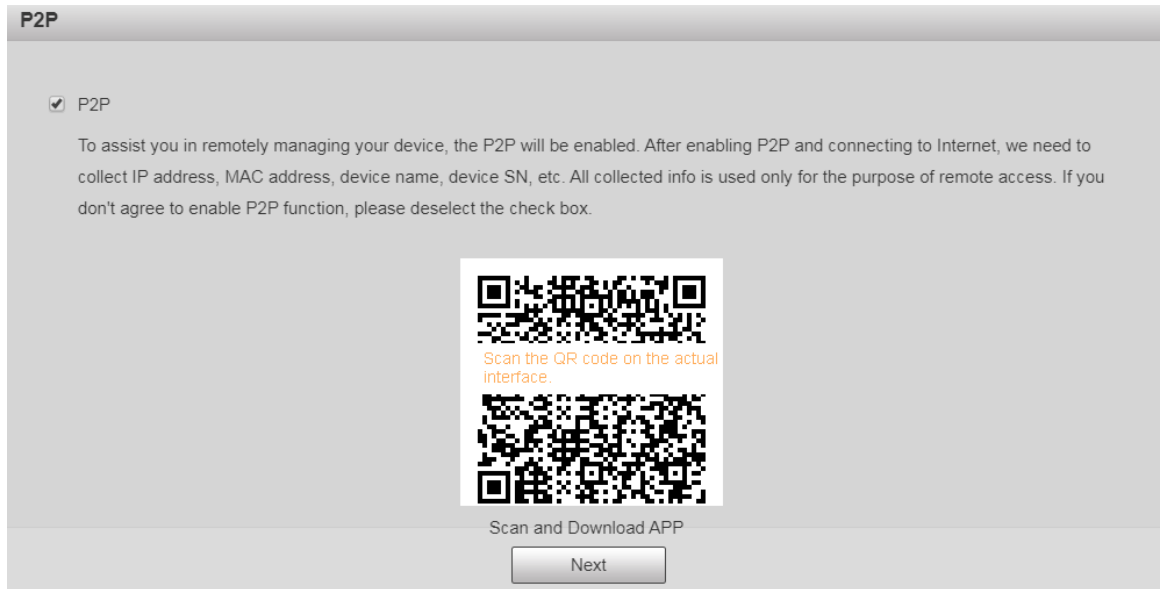 P2P
P2P
To assist you in remotely managing your device, the P2P will be enabled. After enabling P2P and connecting to Internet, we need to
collect IP address, MAC address, device name, device SN, etc. All collected info is used only for the purpose of remote access. If you
don't agree to enable P2P function, please deselect the check box.
Scan the QR code on the actual
interface.
Scan and Download APP
Next